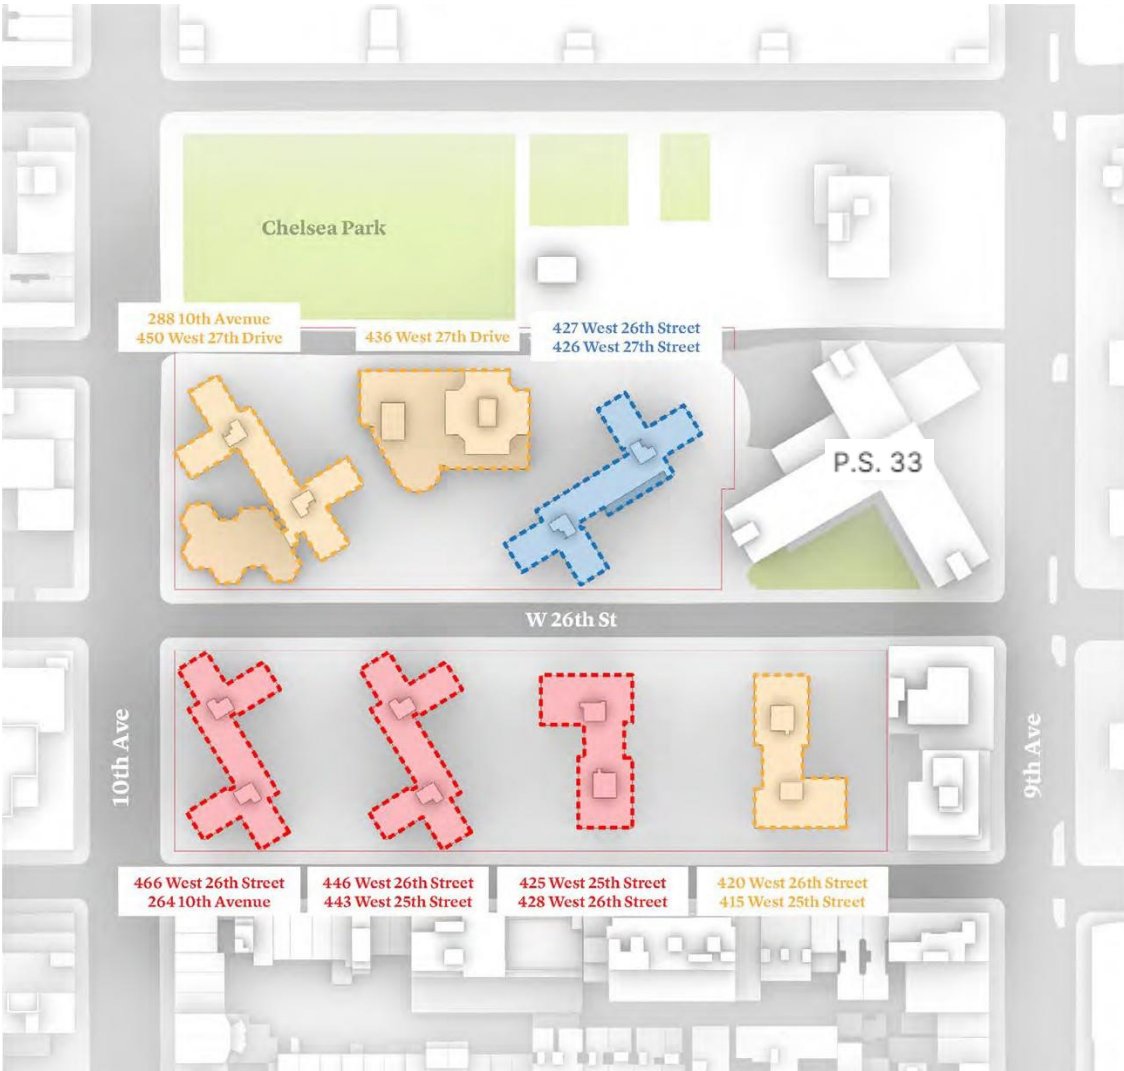 Chelsea Park
288 10th Avenue
450 West 27th Drive
436 West 27th Drive
427 West 26th Street
426 West 27th Street
P.S. 33
W 26th St
10th Ave
9th Ave
466 West 26th Street
264 10th Avenue
446 West 26th Street
443 West 25th Street
425 West 25th Street
428 West 26th Street
420 West 26th Street
415 West 25th Street